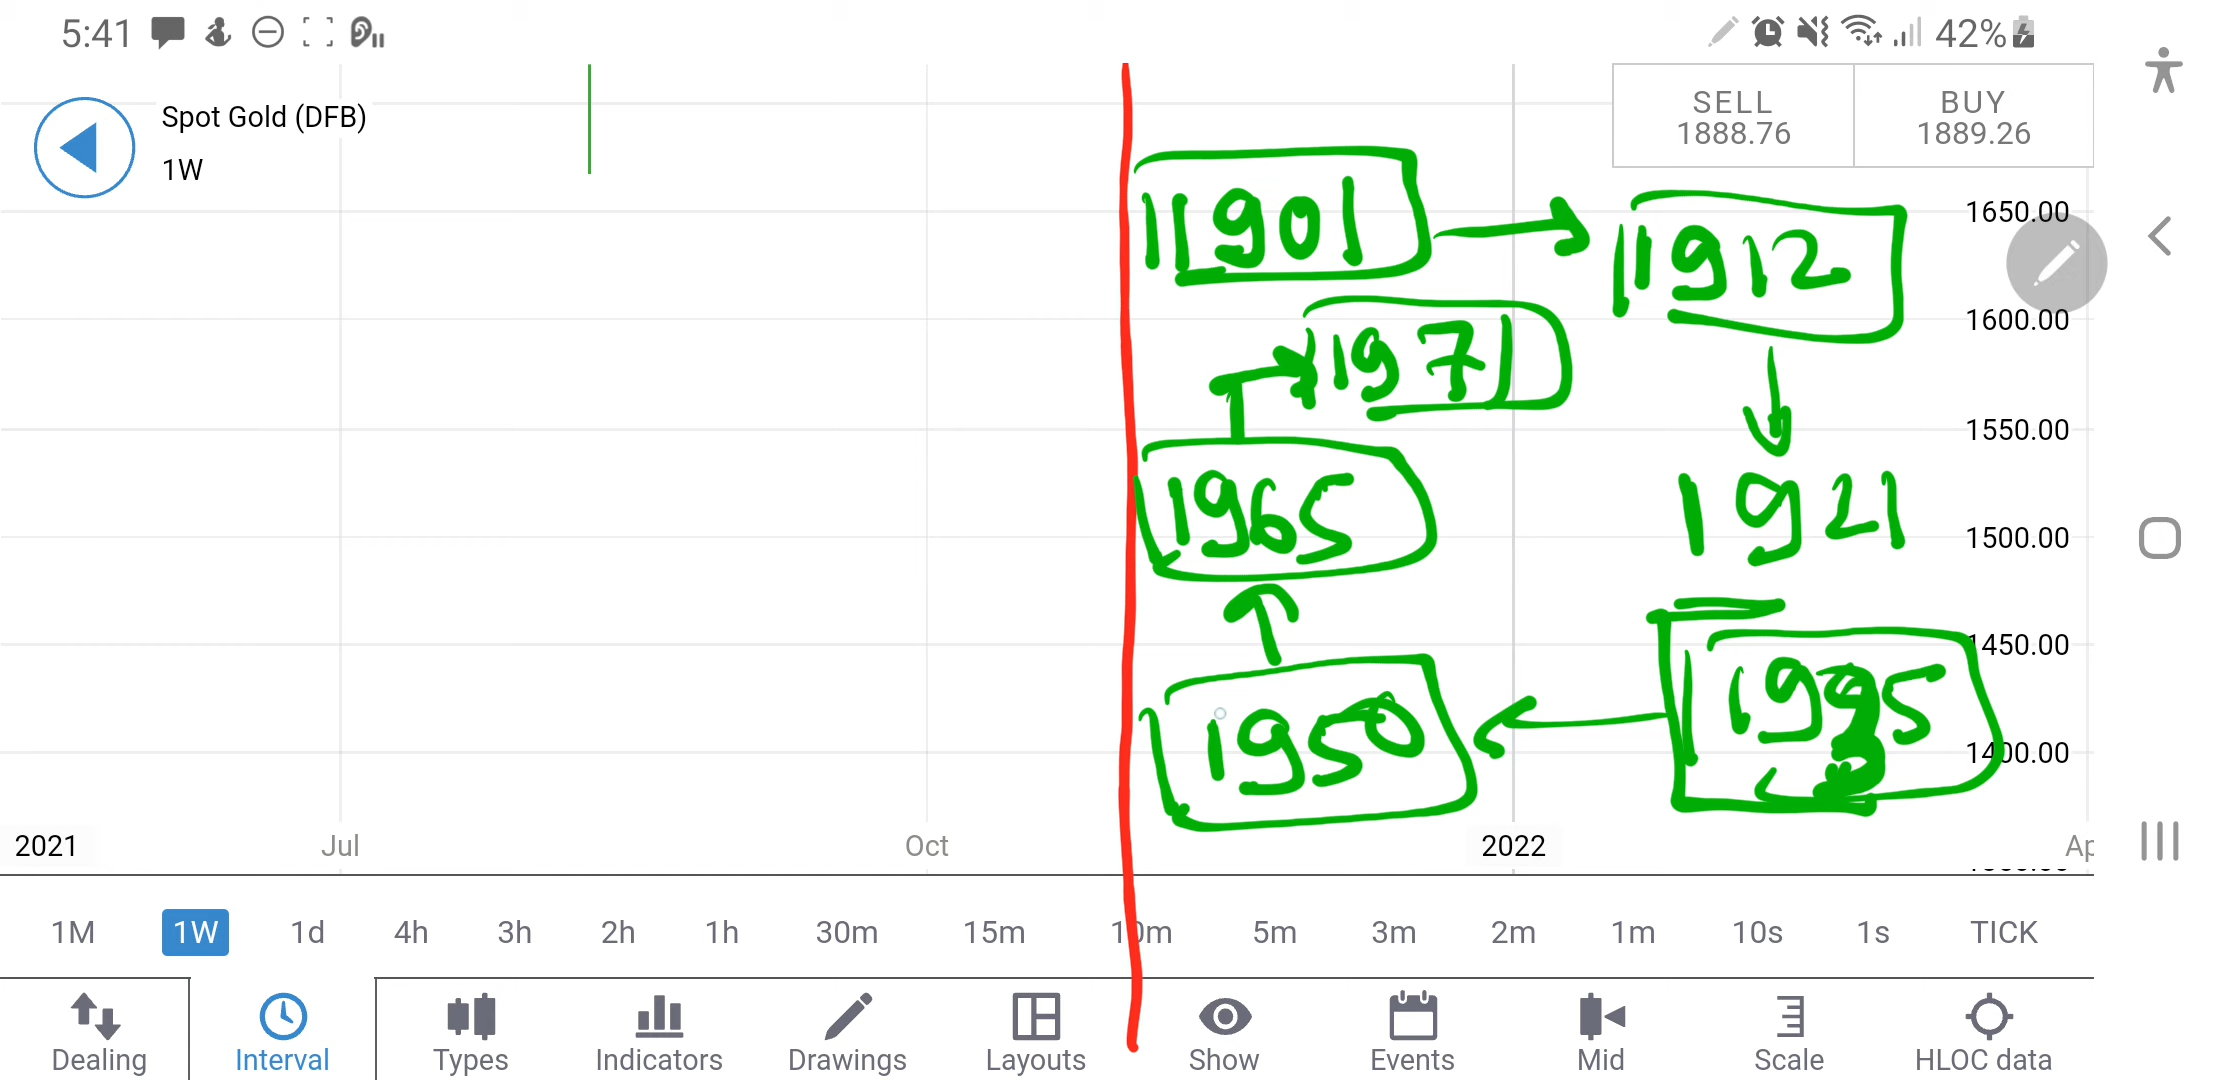 5:41
42%
Spot Gold (DFB)
1W
SELL
1888.76
BUY
1889.26
1901
1912
1650.00
1600.00
1971
1550.00
1965
1921
1500.00
1450.00
1950
1400.00
2021 Jul Oct 2022 Ap
1M 1W 1d 4h 3h 2h 1h 30m 15m 10m 5m 3m 2m 1m 10s 1s TICK
Dealing Interval Types Indicators Drawings Layouts Show Events Mid Scale HLOC data